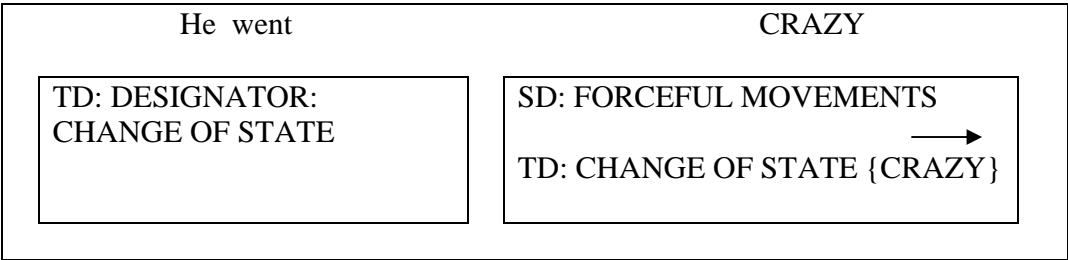 He went CRAZY
TD: DESIGNATOR:
CHANGE OF STATE
SD: FORCEFUL MOVEMENTS
TD: CHANGE OF STATE {CRAZY}